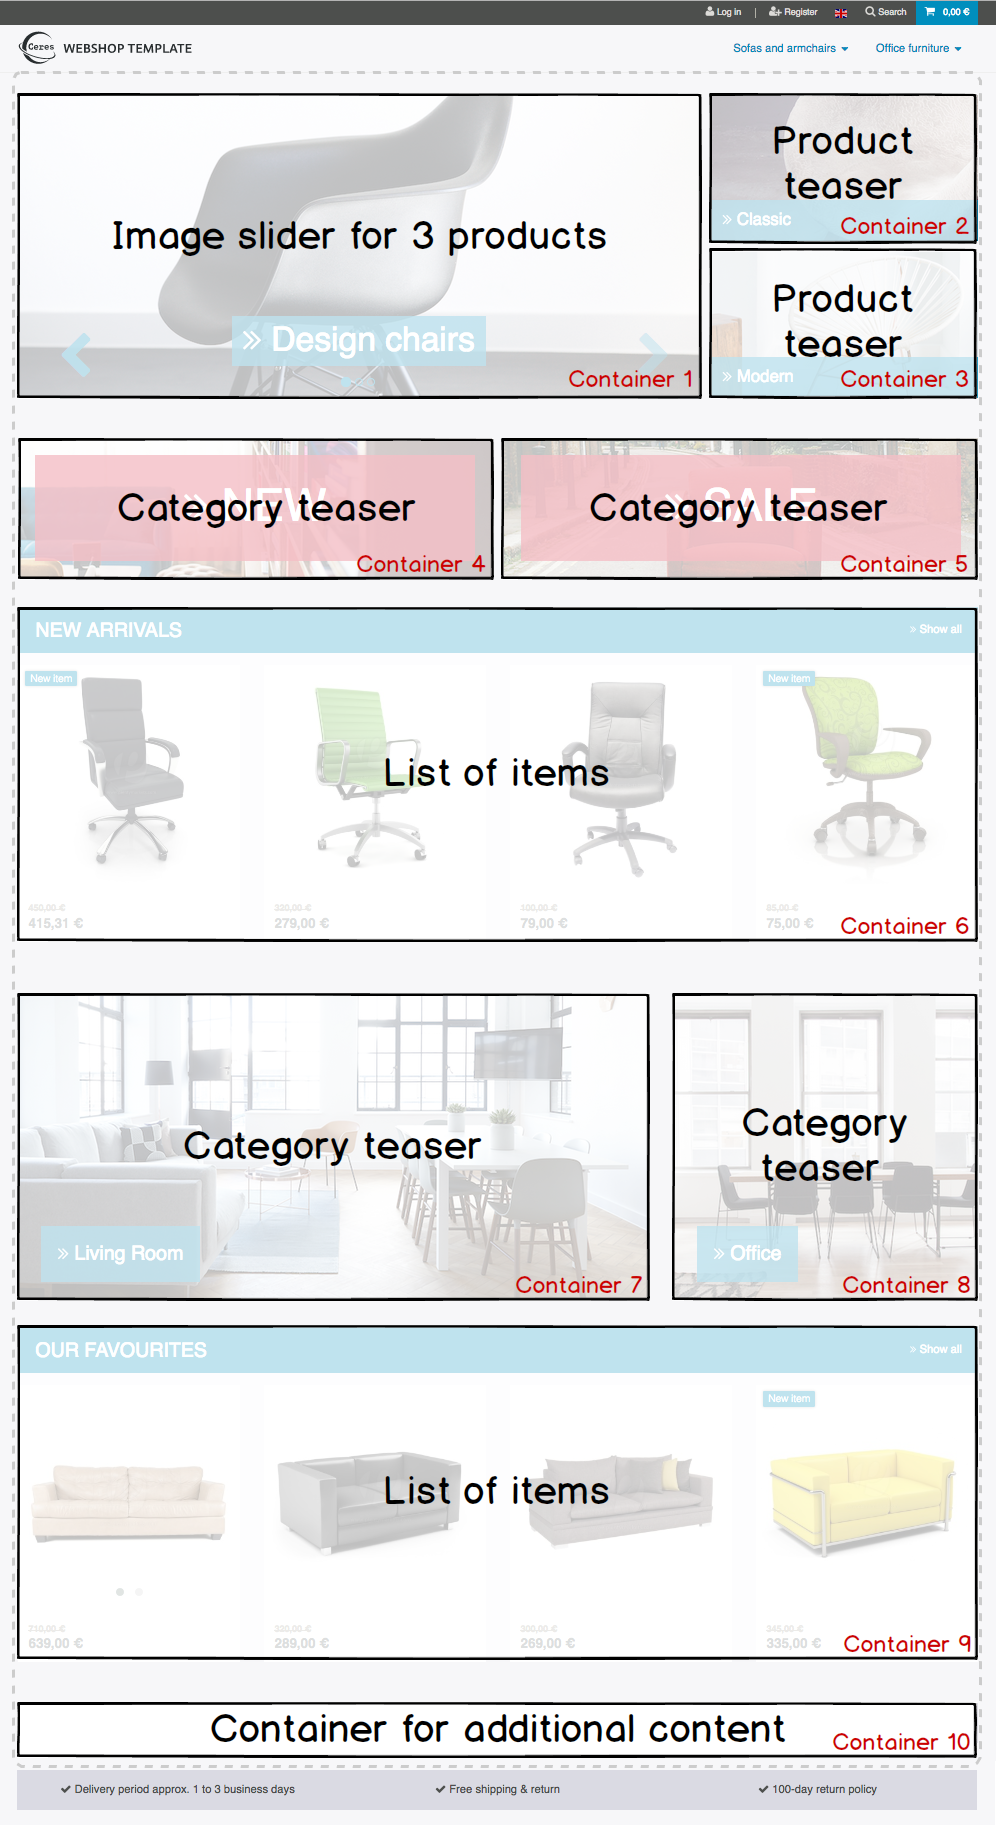 Log in | Register Search 0,00 €
Ceres WEBSHOP TEMPLATE Sofas and armchairs Office furniture
Image slider for 3 products
» Design chairs
Container 1
Product
teaser
» Classic
Container 2
Product
teaser
» Modern
Container 3
» NEW
Category teaser
Container 4
» SALE
Category teaser
Container 5
NEW ARRIVALS » Show all
New Item New Item
List of items
450,00 € 320,00 € 100,00 € 95,00 €
415,31 € 279,00 € 79,00 € 75,00 €
Container 6
Category teaser
» Living Room
Container 7
Category
teaser
» Office
Container 8
OUR FAVOURITES » Show all
New Item
List of items
710,00 € 320,00 € 300,00 € 345,00 €
639,00 € 289,00 € 269,00 € 335,00 €
Container 9
Container for additional content
Container 10
Delivery period approx. 1 to 3 business days Free shipping & return 100-day return policy